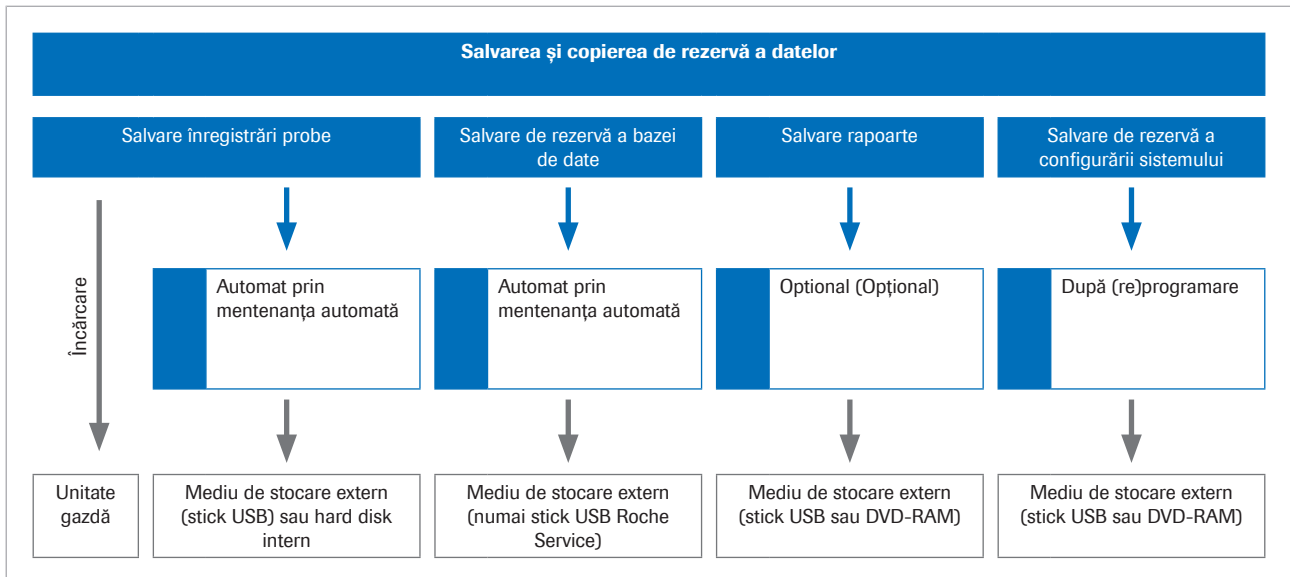 Salvarea și copierea de rezervă a datelor
Salvare înregistrări probe
Salvare de rezervă a bazei
de date
Salvare rapoarte
Salvare de rezervă a
configurării sistemului
Încărcare
Automat prin
mentenanța automată
Automat prin
mentenanța automată
Optional (Opțional)
După (re)programare
Unitate
gazdă
Mediu de stocare extern
(stick USB) sau hard disk
intern
Mediu de stocare extern
(numai stick USB Roche
Service)
Mediu de stocare extern
(stick USB sau DVD-RAM)
Mediu de stocare extern
(stick USB sau DVD-RAM)